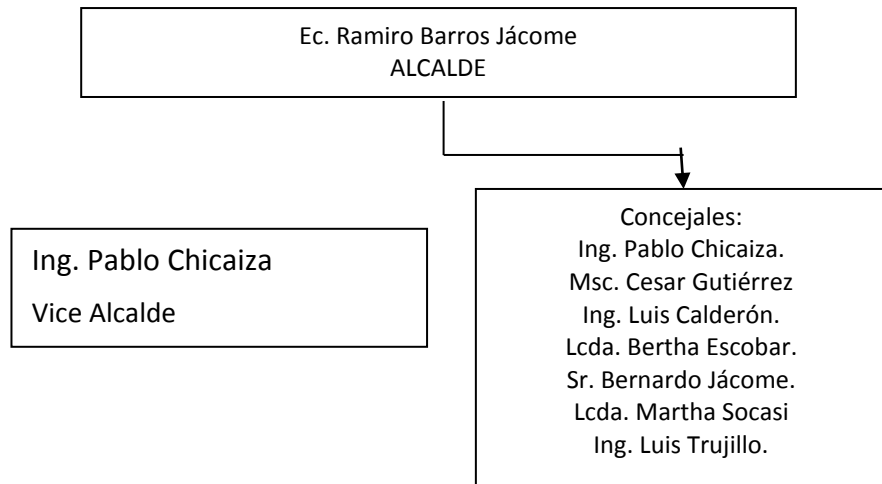 Ec. Ramiro Barros Jácome
ALCALDE
Ing. Pablo Chicaiza
Vice Alcalde
Concejales:
Ing. Pablo Chicaiza.
Msc. Cesar Gutiérrez
Ing. Luis Calderón.
Lcda. Bertha Escobar.
Sr. Bernardo Jácome.
Lcda. Martha Socasi
Ing. Luis Trujillo.